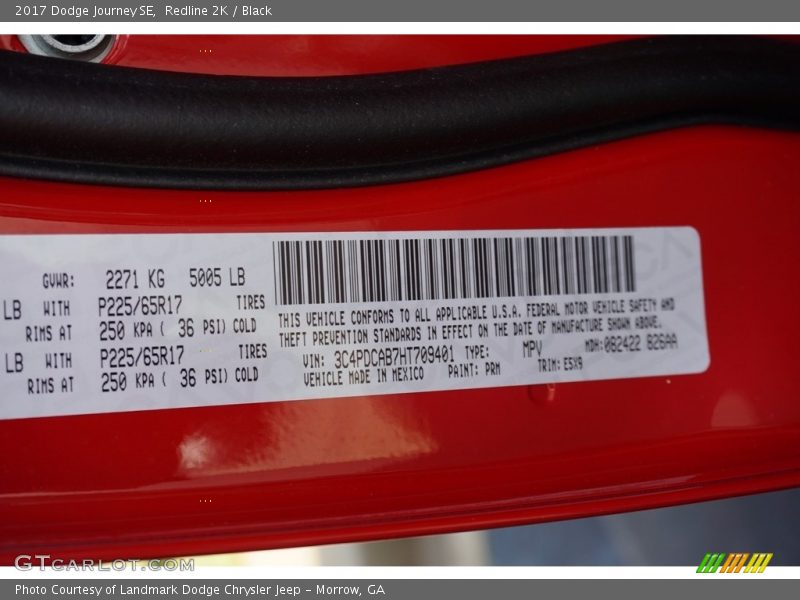 2017 Dodge Journey SE, Redline 2K / Black
GVWR: 2271 KG 5005 LB
LB WITH P225/65R17 TIRES
RIMS AT 250 KPA ( 36 PSI) COLD
LB WITH P225/65R17 TIRES
RIMS AT 250 KPA ( 36 PSI) COLD
THIS VEHICLE CONFORMS TO ALL APPLICABLE U.S.A. FEDERAL MOTOR VEHICLE SAFETY AND
THEFT PREVENTION STANDARDS IN EFFECT ON THE DATE OF MANUFACTURE SHOWN ABOVE.
VIN: 3C4PDCAB7HT709401 TYPE: MPV MDH:082422 826AA
VEHICLE MADE IN MEXICO PAINT: PRM TRIM: ESX9
GTCARLOT.COM
Photo Courtesy of Landmark Dodge Chrysler Jeep – Morrow, GA